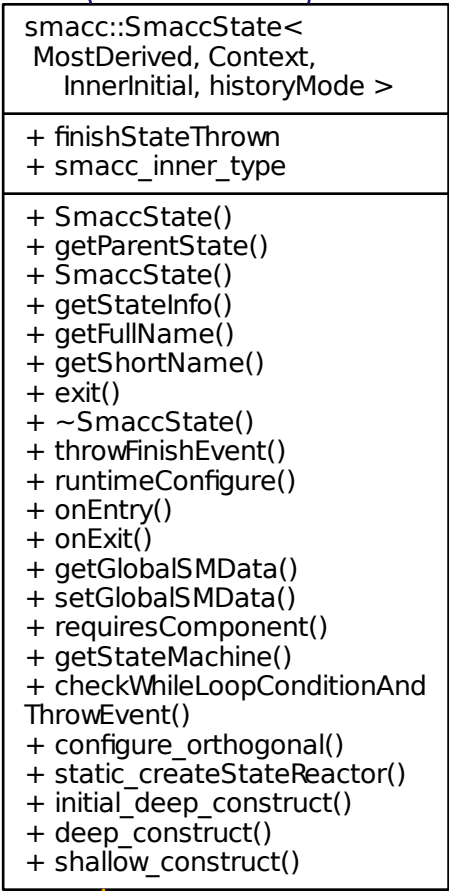 smacc::SmaccState<
MostDerived, Context,
InnerInitial, historyMode >
+ finishStateThrown
+ smacc_inner_type
+ SmaccState()
+ getParentState()
+ SmaccState()
+ getStateInfo()
+ getFullName()
+ getShortName()
+ exit()
+ ~SmaccState()
+ throwFinishEvent()
+ runtimeConfigure()
+ onEntry()
+ onExit()
+ getGlobalSMData()
+ setGlobalSMData()
+ requiresComponent()
+ getStateMachine()
+ checkWhileLoopConditionAnd
ThrowEvent()
+ configure_orthogonal()
+ static_createStateReactor()
+ initial_deep_construct()
+ deep_construct()
+ shallow_construct()